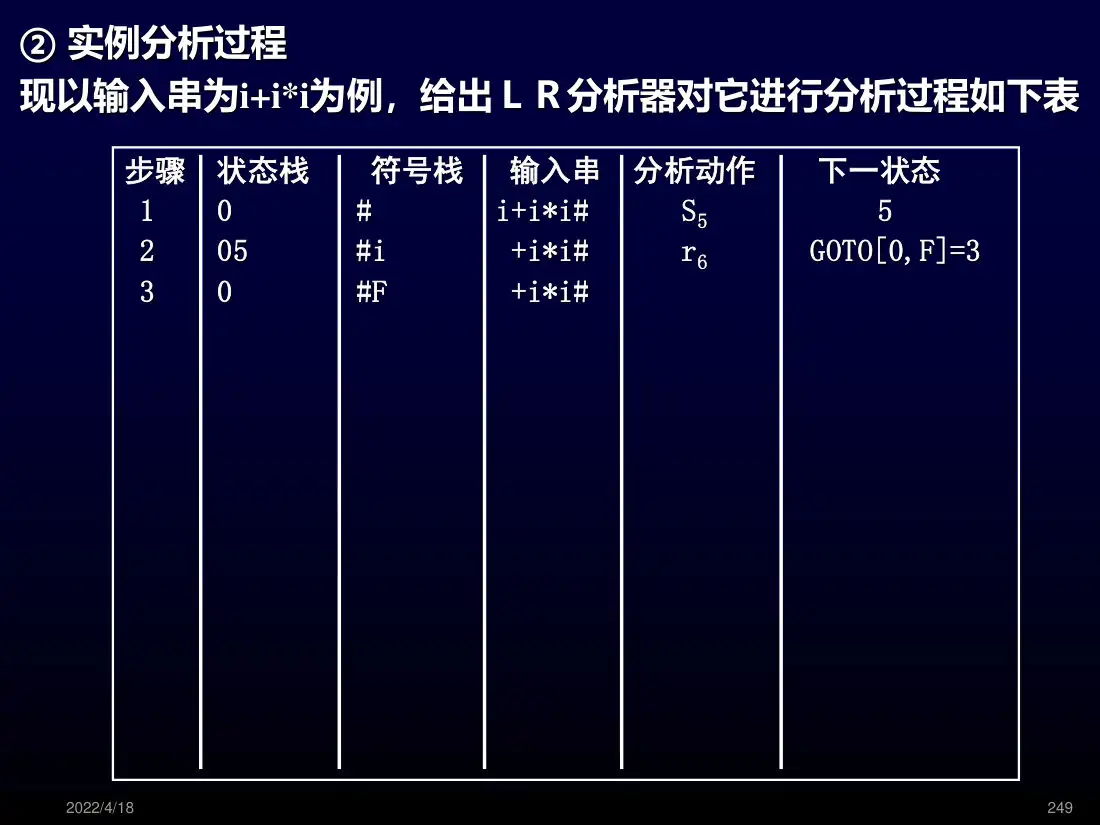 ② 实例分析过程
现以输入串为i+i*i为例，给出ＬＲ分析器对它进行分析过程如下表
步骤 状态栈 符号栈 输入串 分析动作 下一状态
1 0 # i+i*i# S5 5
2 05 #i +i*i# r6 GOTO[0,F]=3
3 0 #F +i*i#
2022/4/18 249